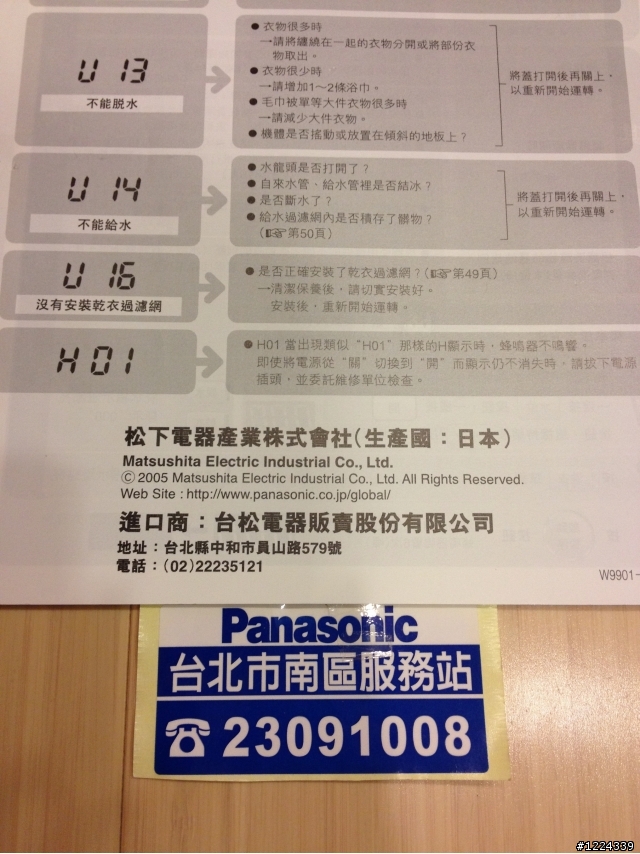 U 13
不能脱水
●衣物很多時
→請將纏繞在一起的衣物分開或將部份衣
物取出。
●衣物很少時
→請增加1～2條浴巾。
●毛巾被單等大件衣物很多時
→請減少大件衣物。
●機體是否搖動或放置在傾斜的地板上？
將蓋打開後再關上，
以重新開始運轉。
U 14
不能給水
●水龍頭是否打開了？
●自來水管、給水管裡是否結冰？
●是否斷水了？
●給水過濾網內是否積存了髒物？
（☞第50頁）
將蓋打開後再關上，
以重新開始運轉。
U 16
沒有安裝乾衣過濾網
●是否正確安裝了乾衣過濾網？（☞第49頁）
→清潔保養後，請切實安裝好。
安裝後，重新開始運轉。
H 01
●H01 當出現類似“H01”那樣的H顯示時，蜂鳴器不鳴響。
即使將電源從“關”切換到“開”而顯示仍不消失時，請拔下電源
插頭，並委託維修單位檢查。
松下電器產業株式會社（生產國：日本）
Matsushita Electric Industrial Co., Ltd.
Ⓒ 2005 Matsushita Electric Industrial Co., Ltd. All Rights Reserved.
Web Site : http://www.panasonic.co.jp/global/
進口商：台松電器販賣股份有限公司
地址：台北縣中和市員山路579號
電話：(02)22235121
W9901-
Panasonic
台北市南區服務站
☎23091008
#1224339